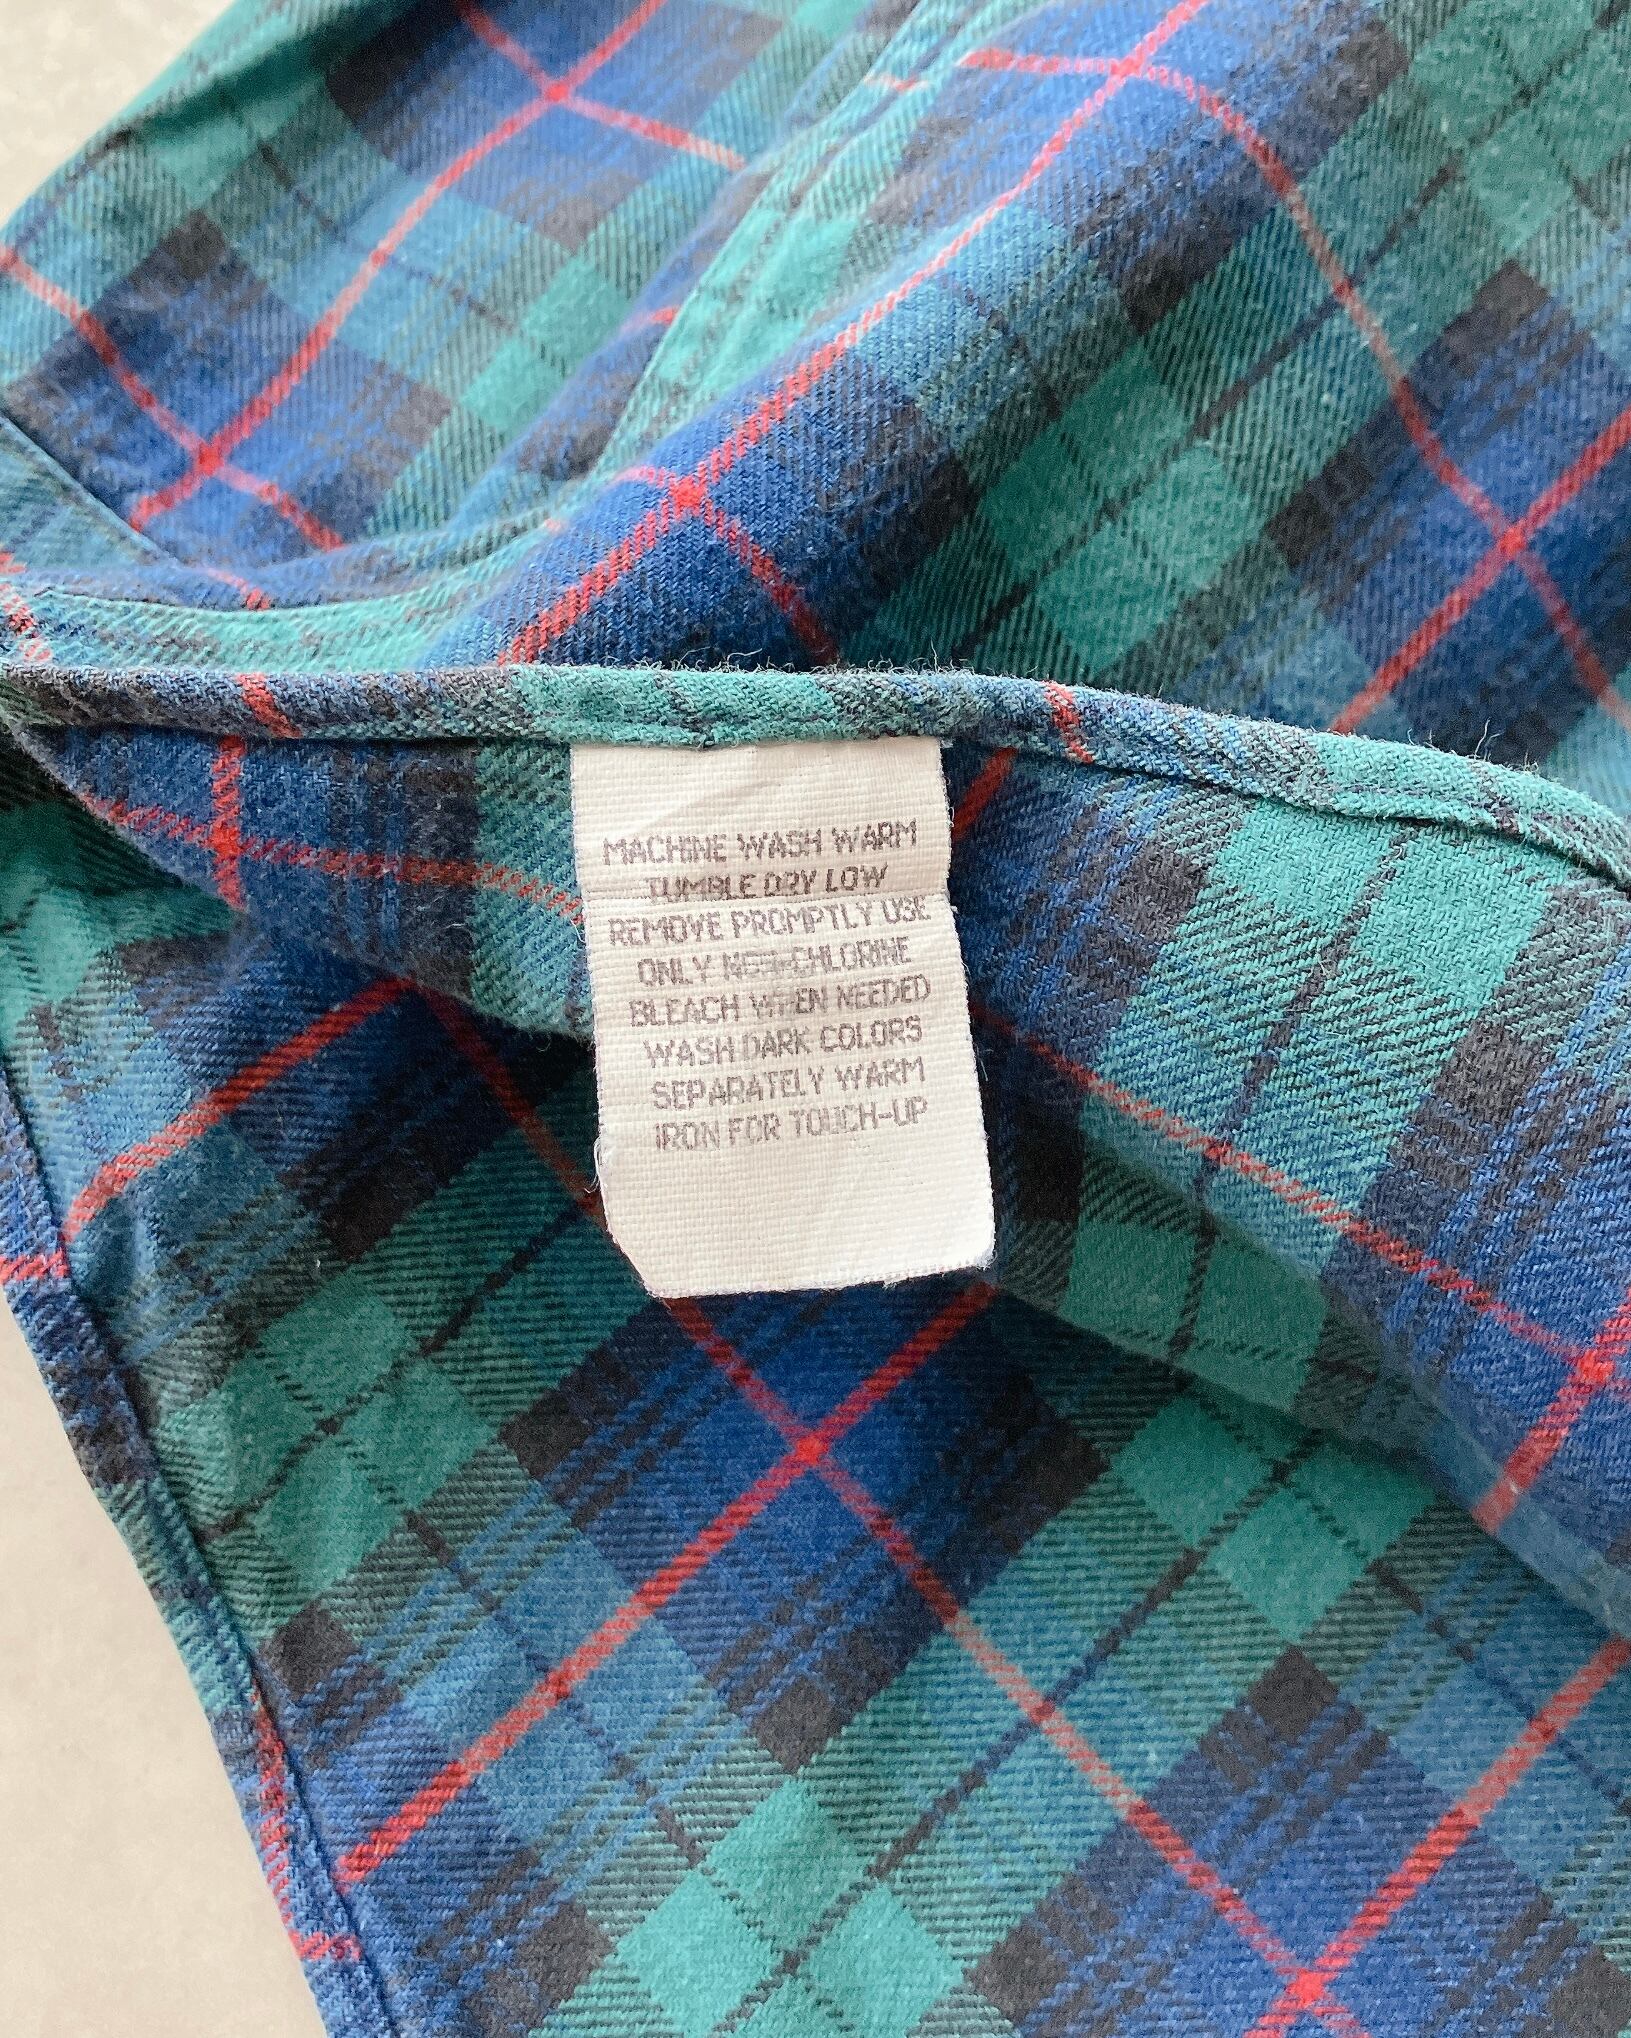 MACHINE WASH WARM
TUMBLE DRY LOW
REMOVE PROMPTLY USE
ONLY NON-CHLORINE
BLEACH WHEN NEEDED
WASH DARK COLORS
SEPARATELY WARM
IRON FOR TOUCH-UP